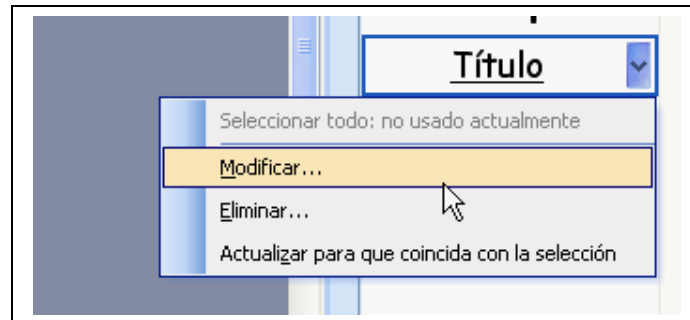 Título
Seleccionar todo: no usado actualmente
Modificar...
Eliminar...
Actualizar para que coincida con la selección